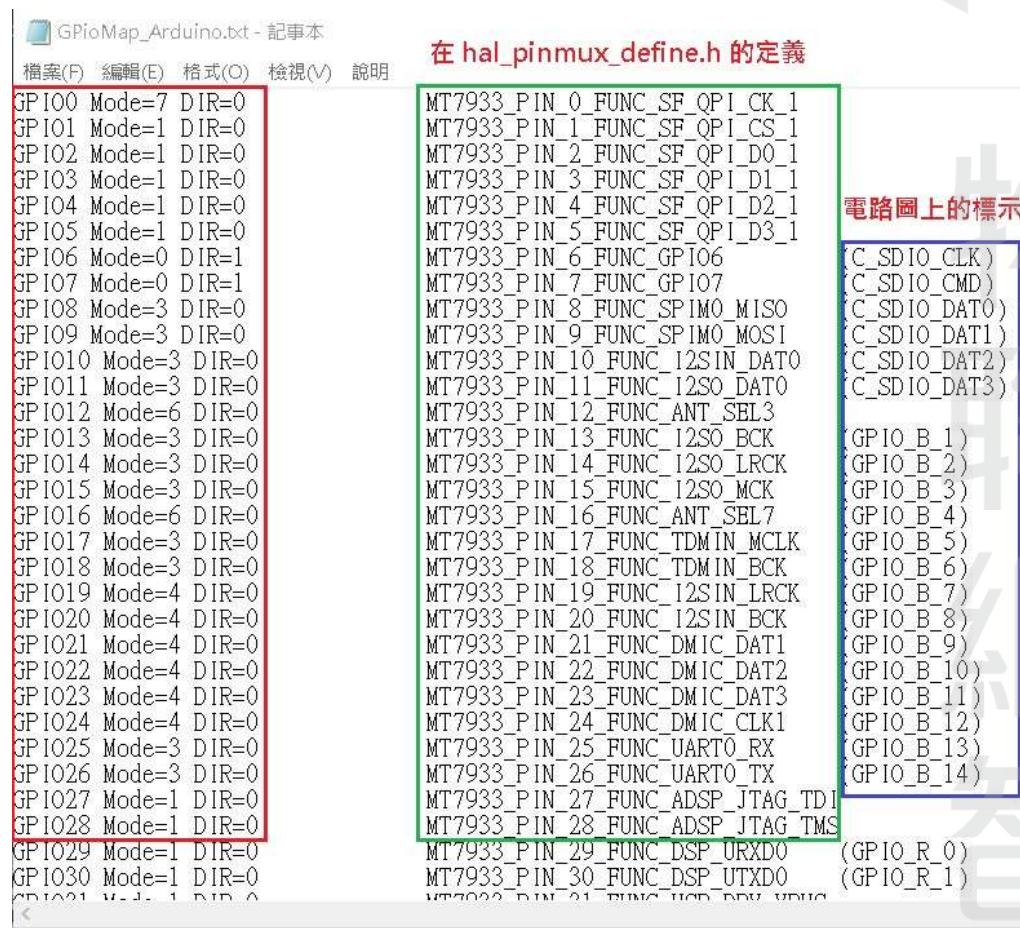 GPioMap_Arduino.txt - 記事本
檔案(F) 編輯(E) 格式(O) 檢視(V) 說明
在 hal_pinmux_define.h 的定義
電路圖上的標示
GPIO0 Mode=7 DIR=0 MT7933_PIN_0_FUNC_SF_QPI_CK_1
GPIO1 Mode=1 DIR=0 MT7933_PIN_1_FUNC_SF_QPI_CS_1
GPIO2 Mode=1 DIR=0 MT7933_PIN_2_FUNC_SF_QPI_D0_1
GPIO3 Mode=1 DIR=0 MT7933_PIN_3_FUNC_SF_QPI_D1_1
GPIO4 Mode=1 DIR=0 MT7933_PIN_4_FUNC_SF_QPI_D2_1
GPIO5 Mode=1 DIR=0 MT7933_PIN_5_FUNC_SF_QPI_D3_1
GPIO6 Mode=0 DIR=1 MT7933_PIN_6_FUNC_GPIO6 (C_SDIO_CLK)
GPIO7 Mode=0 DIR=1 MT7933_PIN_7_FUNC_GPIO7 (C_SDIO_CMD)
GPIO8 Mode=3 DIR=0 MT7933_PIN_8_FUNC_SPIM0_MISO (C_SDIO_DAT0)
GPIO9 Mode=3 DIR=0 MT7933_PIN_9_FUNC_SPIM0_MOSI (C_SDIO_DAT1)
GPIO10 Mode=3 DIR=0 MT7933_PIN_10_FUNC_I2SIN_DAT0 (C_SDIO_DAT2)
GPIO11 Mode=3 DIR=0 MT7933_PIN_11_FUNC_I2SO_DAT0 (C_SDIO_DAT3)
GPIO12 Mode=6 DIR=0 MT7933_PIN_12_FUNC_ANT_SEL3
GPIO13 Mode=3 DIR=0 MT7933_PIN_13_FUNC_I2SO_BCK (GPIO_B_1)
GPIO14 Mode=3 DIR=0 MT7933_PIN_14_FUNC_I2SO_LRCK (GPIO_B_2)
GPIO15 Mode=3 DIR=0 MT7933_PIN_15_FUNC_I2SO_MCK (GPIO_B_3)
GPIO16 Mode=6 DIR=0 MT7933_PIN_16_FUNC_ANT_SEL7 (GPIO_B_4)
GPIO17 Mode=3 DIR=0 MT7933_PIN_17_FUNC_TDMIN_MCLK (GPIO_B_5)
GPIO18 Mode=3 DIR=0 MT7933_PIN_18_FUNC_TDMIN_BCK (GPIO_B_6)
GPIO19 Mode=4 DIR=0 MT7933_PIN_19_FUNC_I2SIN_LRCK (GPIO_B_7)
GPIO20 Mode=4 DIR=0 MT7933_PIN_20_FUNC_I2SIN_BCK (GPIO_B_8)
GPIO21 Mode=4 DIR=0 MT7933_PIN_21_FUNC_DMIC_DAT1 (GPIO_B_9)
GPIO22 Mode=4 DIR=0 MT7933_PIN_22_FUNC_DMIC_DAT2 (GPIO_B_10)
GPIO23 Mode=4 DIR=0 MT7933_PIN_23_FUNC_DMIC_DAT3 (GPIO_B_11)
GPIO24 Mode=4 DIR=0 MT7933_PIN_24_FUNC_DMIC_CLK1 (GPIO_B_12)
GPIO25 Mode=3 DIR=0 MT7933_PIN_25_FUNC_UART0_RX (GPIO_B_13)
GPIO26 Mode=3 DIR=0 MT7933_PIN_26_FUNC_UART0_TX (GPIO_B_14)
GPIO27 Mode=1 DIR=0 MT7933_PIN_27_FUNC_ADSP_JTAG_TDI
GPIO28 Mode=1 DIR=0 MT7933_PIN_28_FUNC_ADSP_JTAG_TMS
GPIO29 Mode=1 DIR=0 MT7933_PIN_29_FUNC_DSP_URXD0 (GPIO_R_0)
GPIO30 Mode=1 DIR=0 MT7933_PIN_30_FUNC_DSP_UTXD0 (GPIO_R_1)